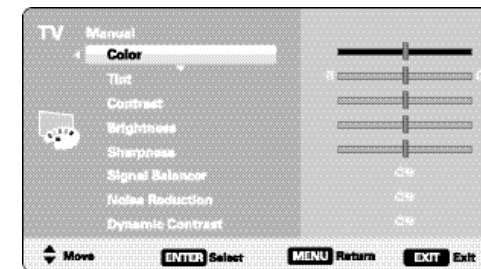 TV Manual
Color
Tint
Contrast
Brightness
Sharpness
Signal Balancer
Noise Reduction
Dynamic Contrast
Move ENTER Select MENU Return EXIT Exit